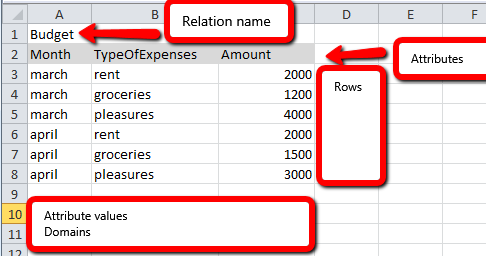 A B C D E F
Relation name
1 Budget
2 Month TypeOfExpenses Amount
Attributes
3 march rent 2000
Rows
4 march groceries 1200
5 march pleasures 4000
6 april rent 2000
7 april groceries 1500
8 april pleasures 3000
9
10 Attribute values
11 Domains
12